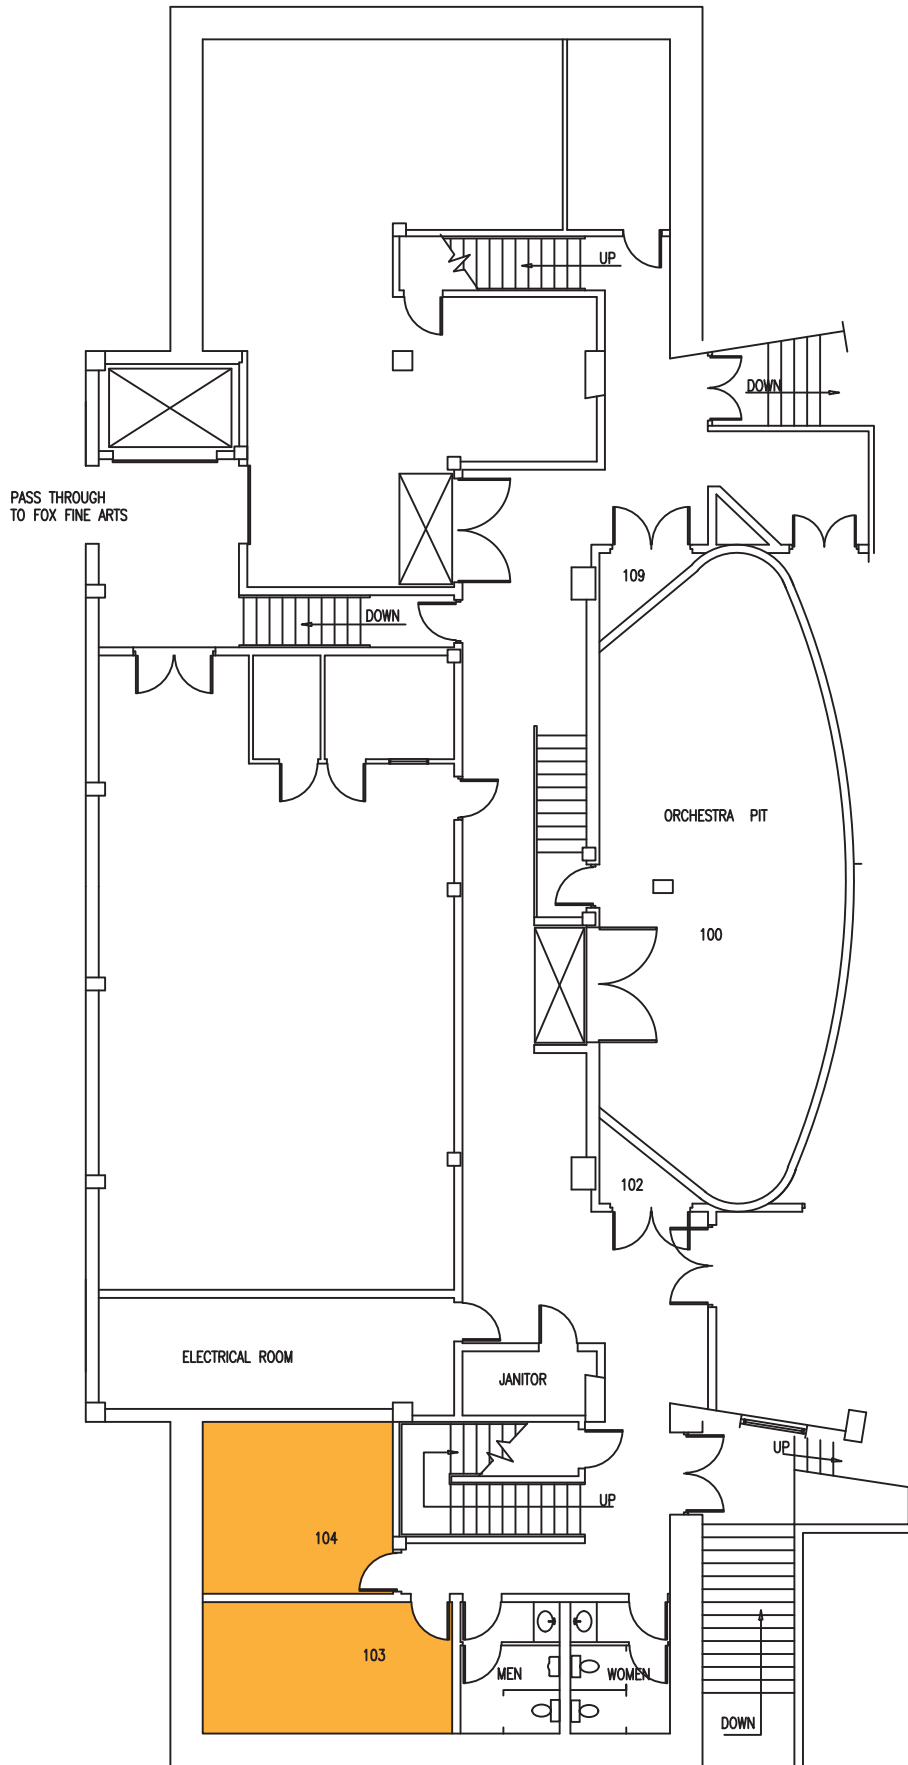 UP
DOWN
PASS THROUGH
TO FOX FINE ARTS
109
DOWN
ORCHESTRA PIT
100
102
ELECTRICAL ROOM
JANITOR
UP
UP
104
103
MEN
WOMEN
DOWN